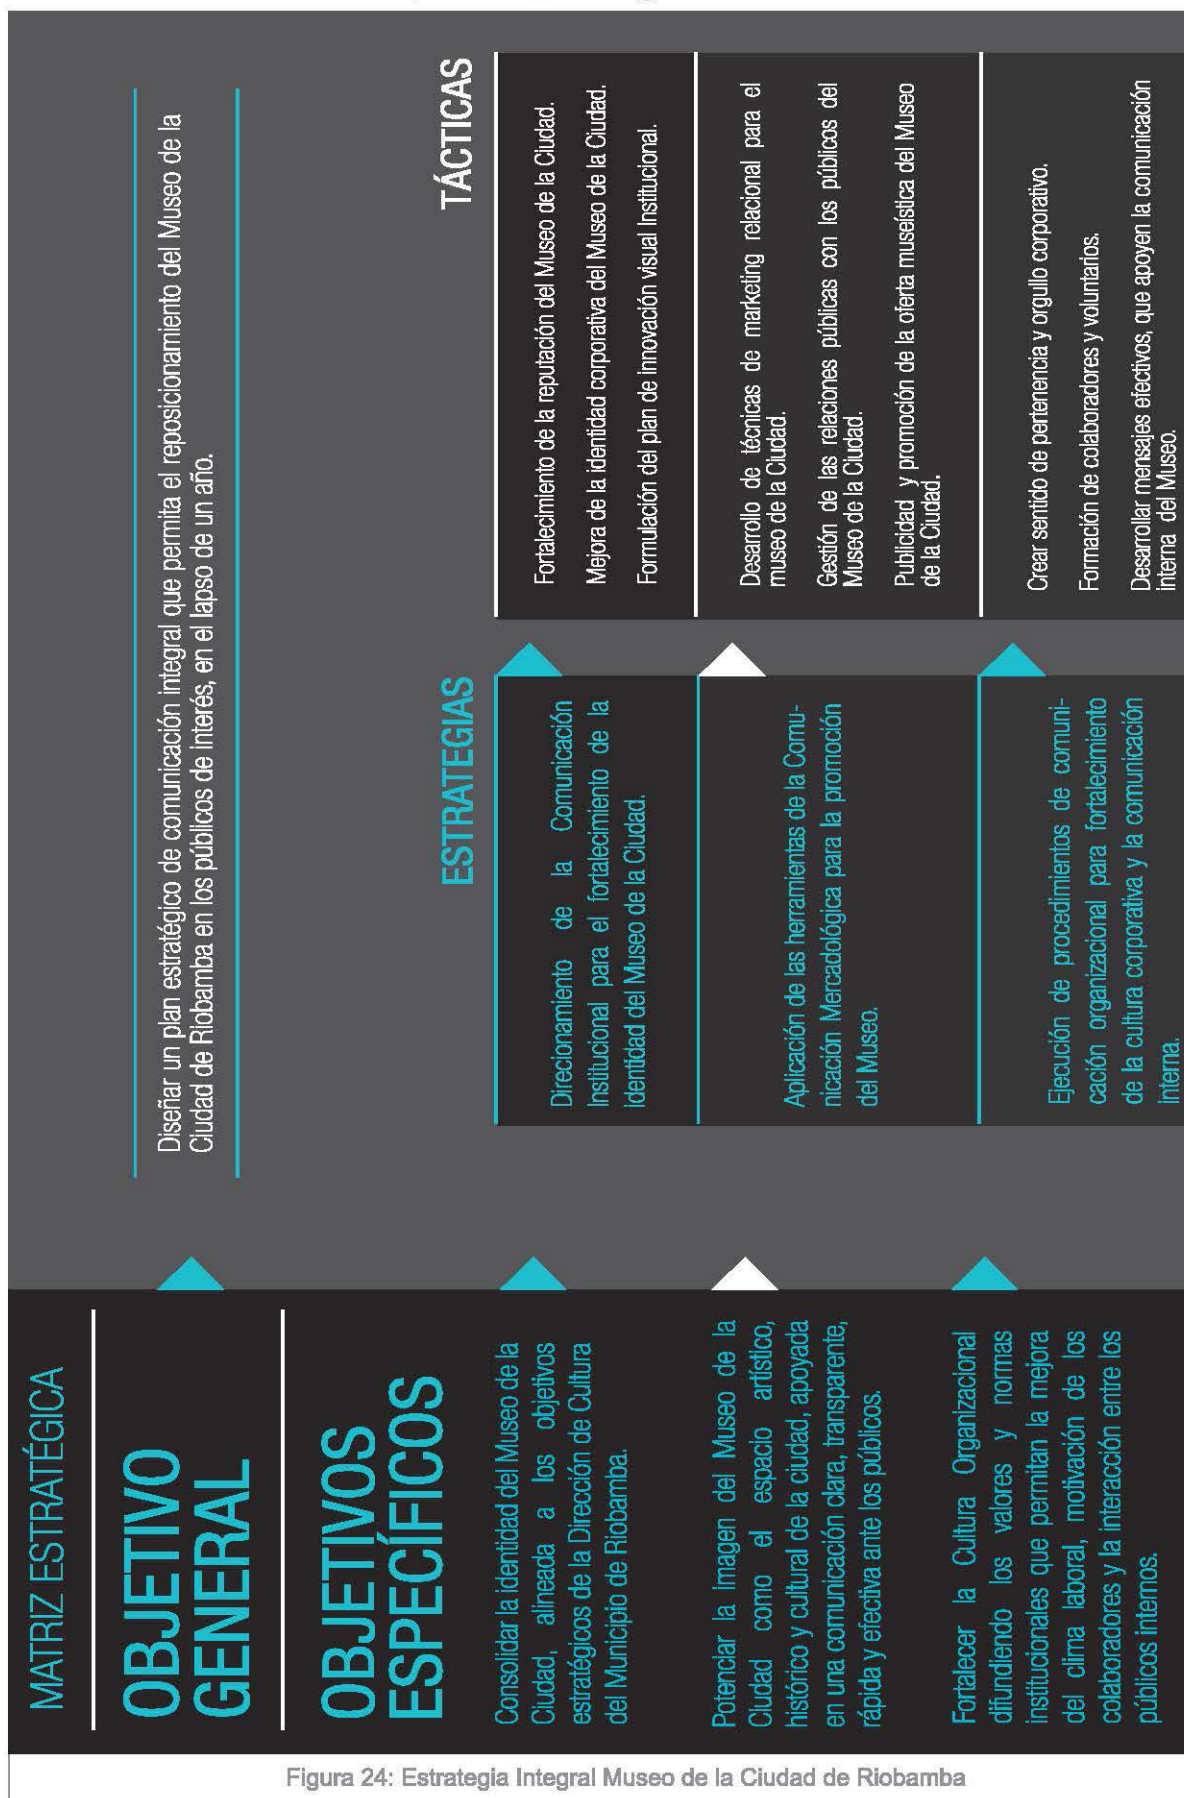 MATRIZ ESTRATÉGICA
OBJETIVO
GENERAL
Diseñar un plan estratégico de comunicación integral que permita el reposicionamiento del Museo de la
Ciudad de Riobamba en los públicos de interés, en el lapso de un año.
OBJETIVOS
ESPECÍFICOS
ESTRATEGIAS
TÁCTICAS
Consolidar la identidad del Museo de la
Ciudad, alineada a los objetivos
estratégicos de la Dirección de Cultura
del Municipio de Riobamba.
Direcionamiento de la Comunicación
Institucional para el fortalecimiento de la
identidad del Museo de la Ciudad.
Fortalecimiento de la reputación del Museo de la Ciudad.
Mejora de la identidad corporativa del Museo de la Ciudad.
Formulación del plan de innovación visual Institucional.
Potenciar la imagen del Museo de la
Ciudad como el espacio artístico,
histórico y cultural de la ciudad, apoyada
en una comunicación clara, transparente,
rápida y efectiva ante los públicos.
Aplicación de las herramientas de la Comu-
nicación Mercadológica para la promoción
del Museo.
Desarrollo de técnicas de marketing relacional para el
museo de la Ciudad.
Gestión de las relaciones públicas con los públicos del
Museo de la Ciudad.
Publicidad y promoción de la oferta museística del Museo
de la Ciudad.
Fortalecer la Cultura Organizacional
difundiendo los valores y normas
institucionales que permitan la mejora
del clima laboral, motivación de los
colaboradores y la interacción entre los
públicos internos.
Ejecución de procedimientos de comuni-
cación organizacional para fortalecimiento
de la cultura corporativa y la comunicación
interna.
Crear sentido de pertenencia y orgullo corporativo.
Formación de colaboradores y voluntarios.
Desarrollar mensajes efectivos, que apoyen la comunicación
interna del Museo.
Figura 24: Estrategia Integral Museo de la Ciudad de Riobamba